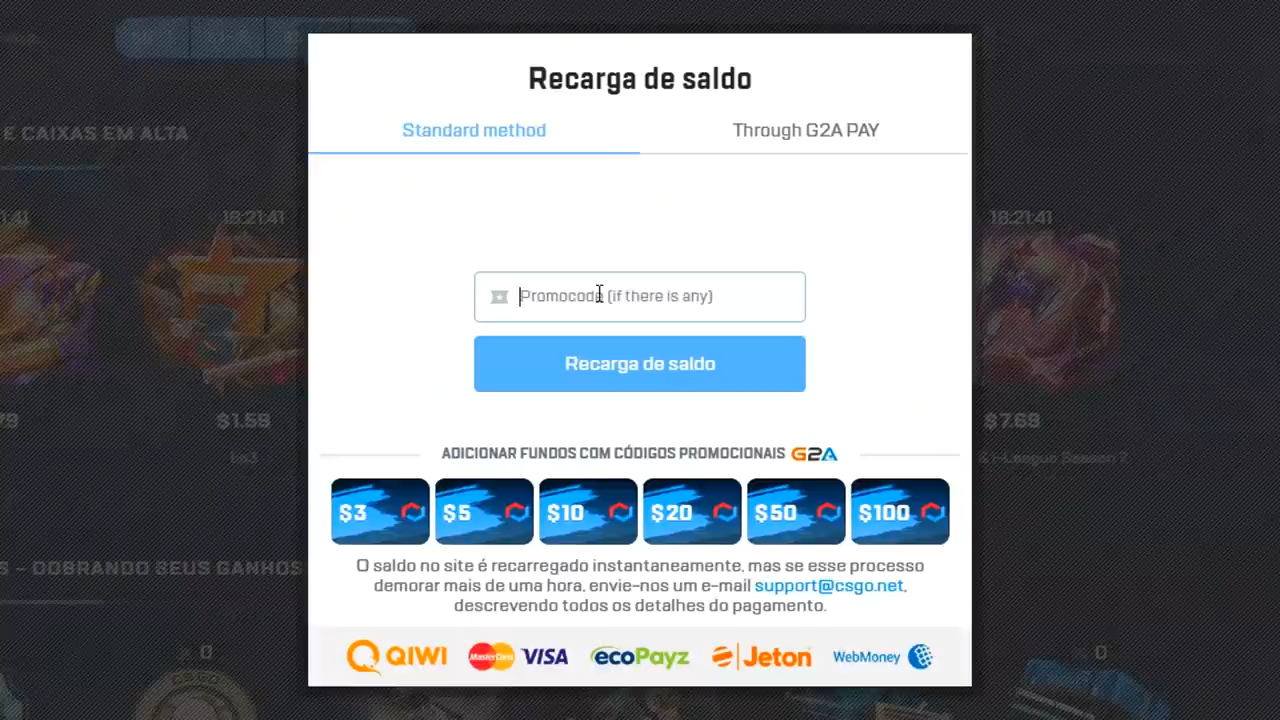 Recarga de saldo
Standard method
Through G2A PAY
E CAIXAS EM ALTA
18:21:41
18:21:41
Promocode (if there is any)
Recarga de saldo
$1.59
$7.69
ADICIONAR FUNDOS COM CÓDIGOS PROMOCIONAIS G2A
$3
$5
$10
$20
$50
$100
O saldo no site é recarregado instantaneamente, mas se esse processo
demorar mais de uma hora, envie-nos um e-mail support@csgo.net,
descrevendo todos os detalhes do pagamento.
- DOBRANDO SEUS GANHOS
0
0
QIWI
MasterCard
VISA
ecoPayz
Jeton
WebMoney